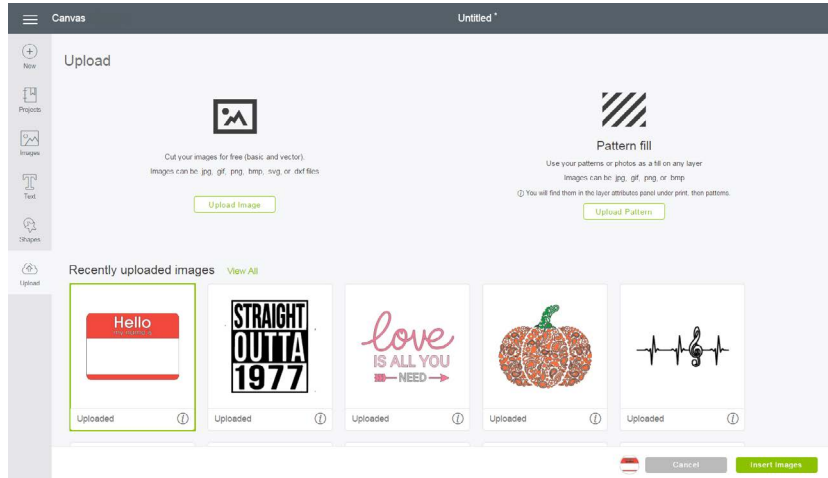 Canvas
Untitled *
New
Projects
Images
Text
Shapes
Upload
Upload
Cut your images for free (basic and vector).
Images can be jpg, gif, png, bmp, svg, or dxf files
Upload Image
Pattern fill
Use your patterns or photos as a fill on any layer
Images can be jpg, gif, png, or bmp
You will find them in the layer attributes panel under print, then patterns.
Upload Pattern
Recently uploaded images View All
Hello
my name is
STRAIGHT
OUTTA
1977
love
IS ALL YOU
NEED
Uploaded
Uploaded
Uploaded
Uploaded
Uploaded
Cancel
Insert Images